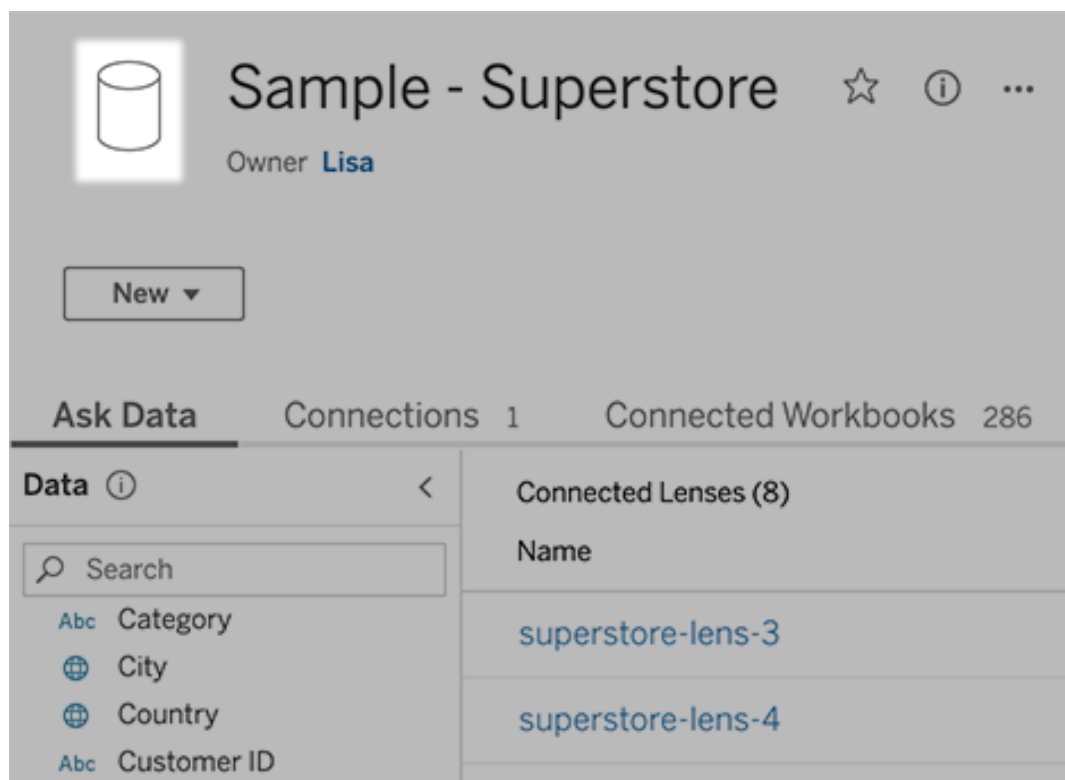 Sample - Superstore
Owner Lisa
New
Ask Data Connections 1 Connected Workbooks 286
Data
Search
Abc Category
City
Country
Abc Customer ID
Connected Lenses (8)
Name
superstore-lens-3
superstore-lens-4